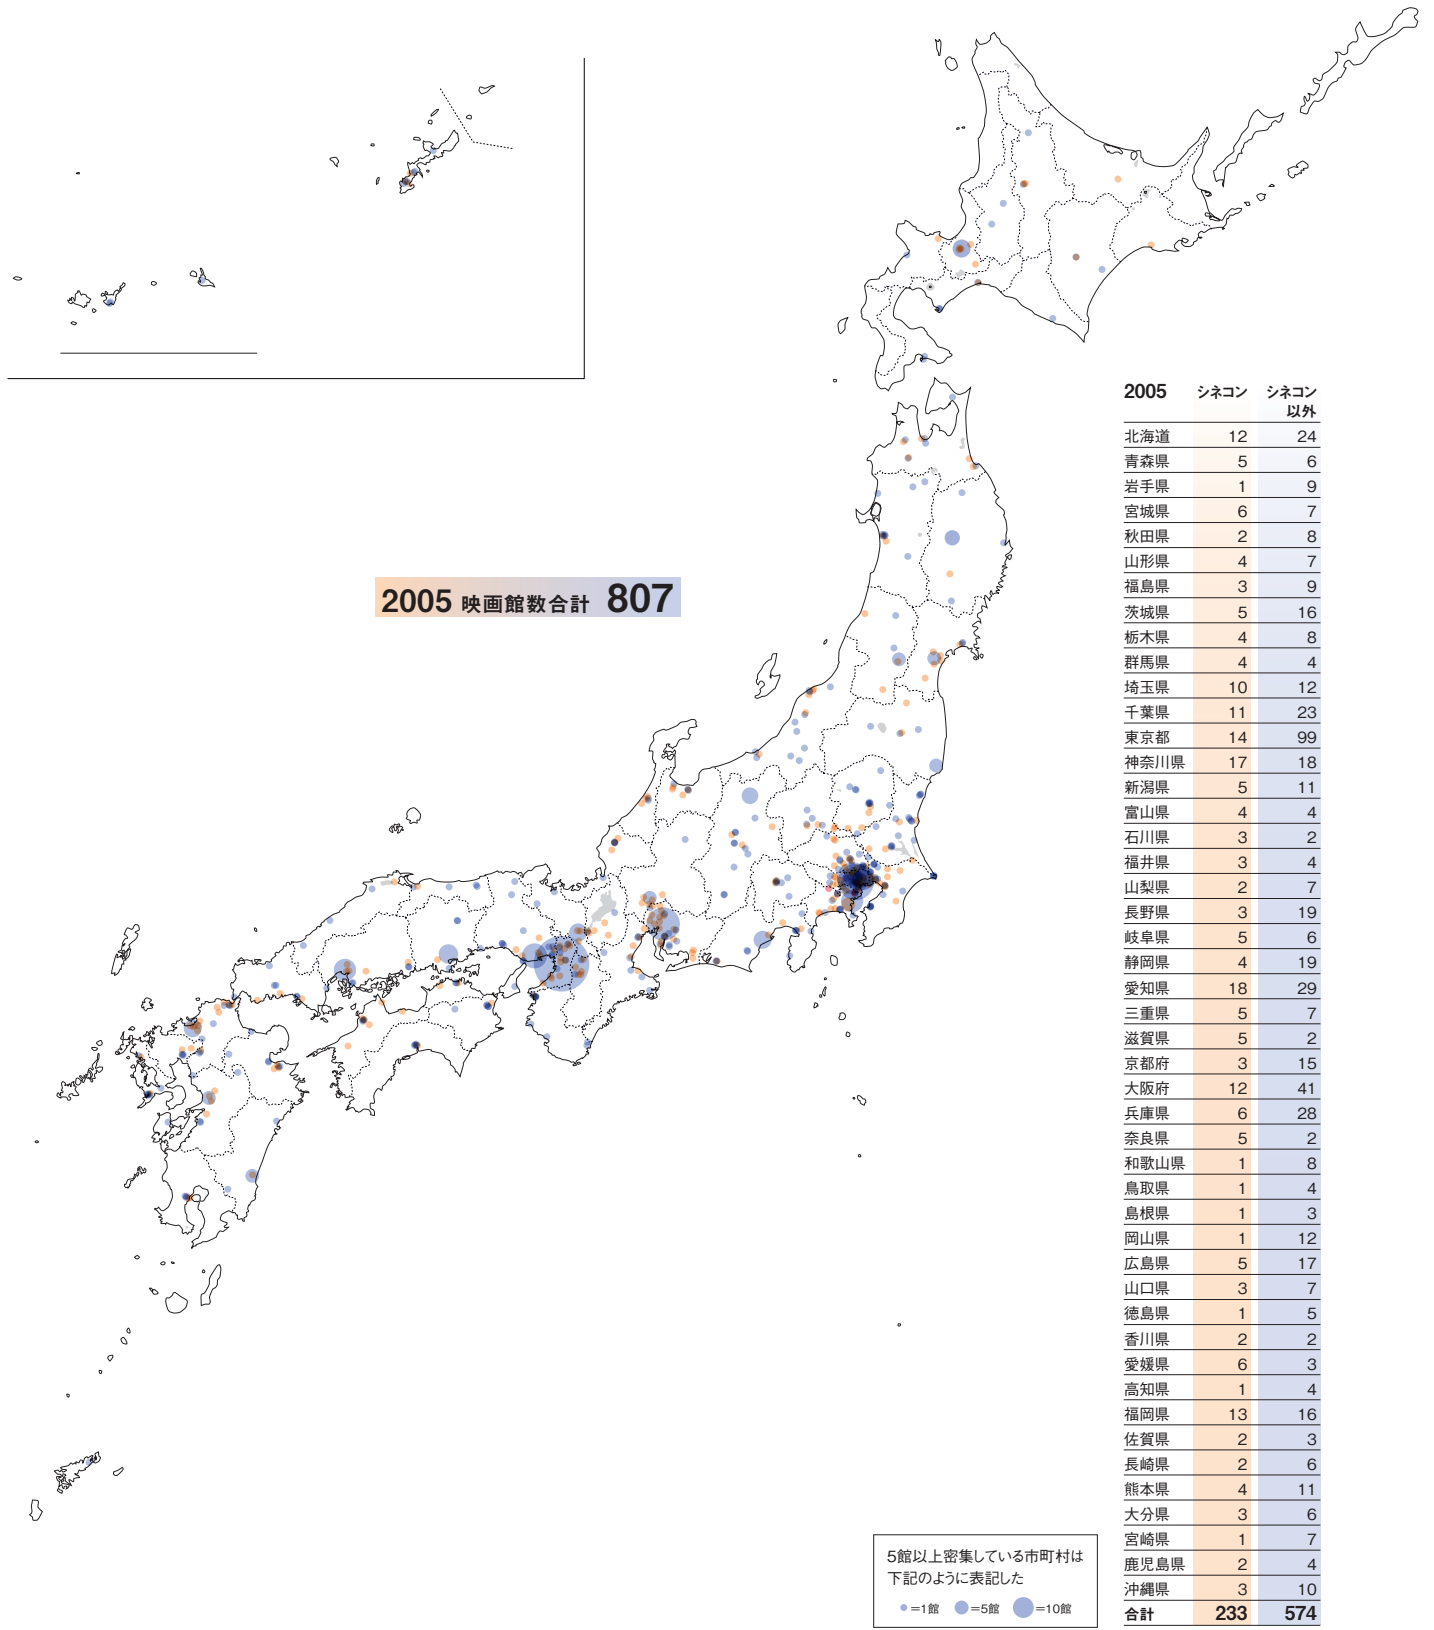 2005 シネコン シネコン
以外
北海道 12 24
青森県 5 6
岩手県 1 9
宮城県 6 7
秋田県 2 8
山形県 4 7
福島県 3 9
茨城県 5 16
栃木県 4 8
群馬県 4 4
埼玉県 10 12
千葉県 11 23
東京都 14 99
神奈川県 17 18
新潟県 5 11
富山県 4 4
石川県 3 2
福井県 3 4
山梨県 2 7
長野県 3 19
岐阜県 5 6
静岡県 4 19
愛知県 18 29
三重県 5 7
滋賀県 5 2
京都府 3 15
大阪府 12 41
兵庫県 6 28
奈良県 5 2
和歌山県 1 8
鳥取県 1 4
島根県 1 3
岡山県 1 12
広島県 5 17
山口県 3 7
徳島県 1 5
香川県 2 2
愛媛県 6 3
高知県 1 4
福岡県 13 16
佐賀県 2 3
長崎県 2 6
熊本県 4 11
大分県 3 6
宮崎県 1 7
鹿児島県 2 4
沖縄県 3 10
合計 233 574
2005 映画館数合計 807
5館以上密集している市町村は
下記のように表記した
=1館 =5館 =10館